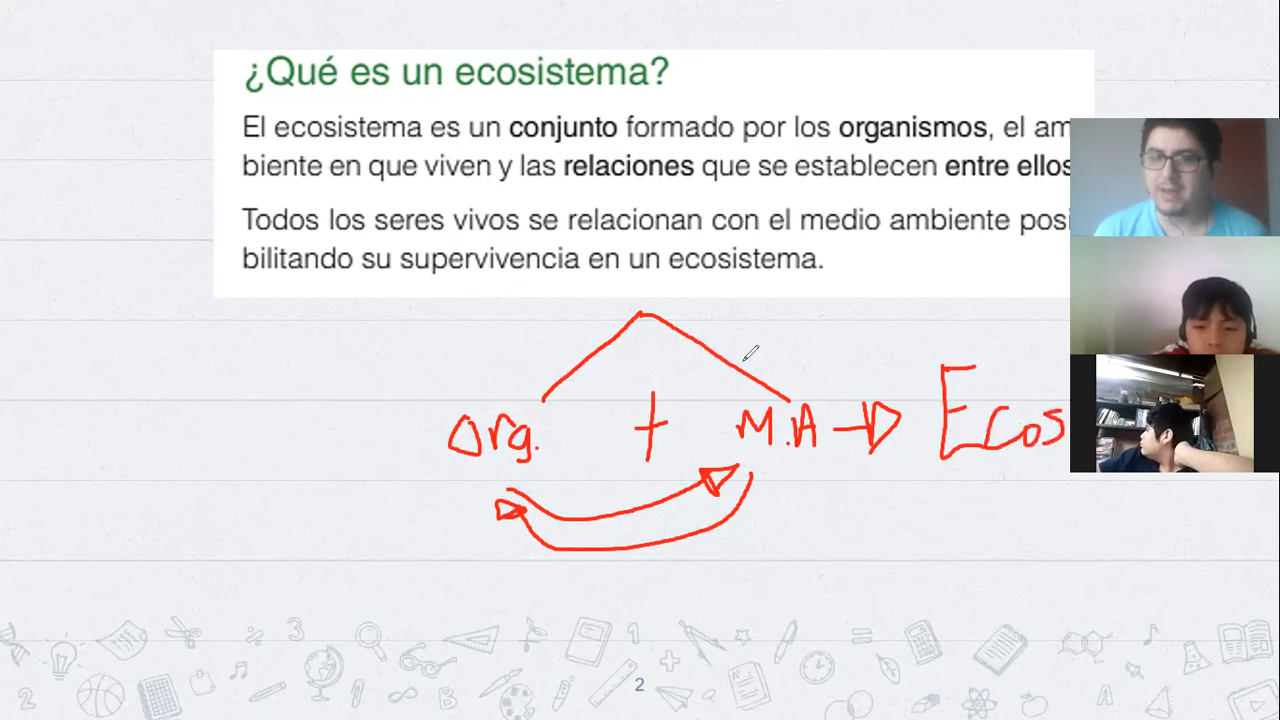 ¿Qué es un ecosistema?
El ecosistema es un conjunto formado por los organismos, el am
biente en que viven y las relaciones que se establecen entre ellos
Todos los seres vivos se relacionan con el medio ambiente posi
bilitando su supervivencia en un ecosistema.
Org. + M.A → Ecos
2